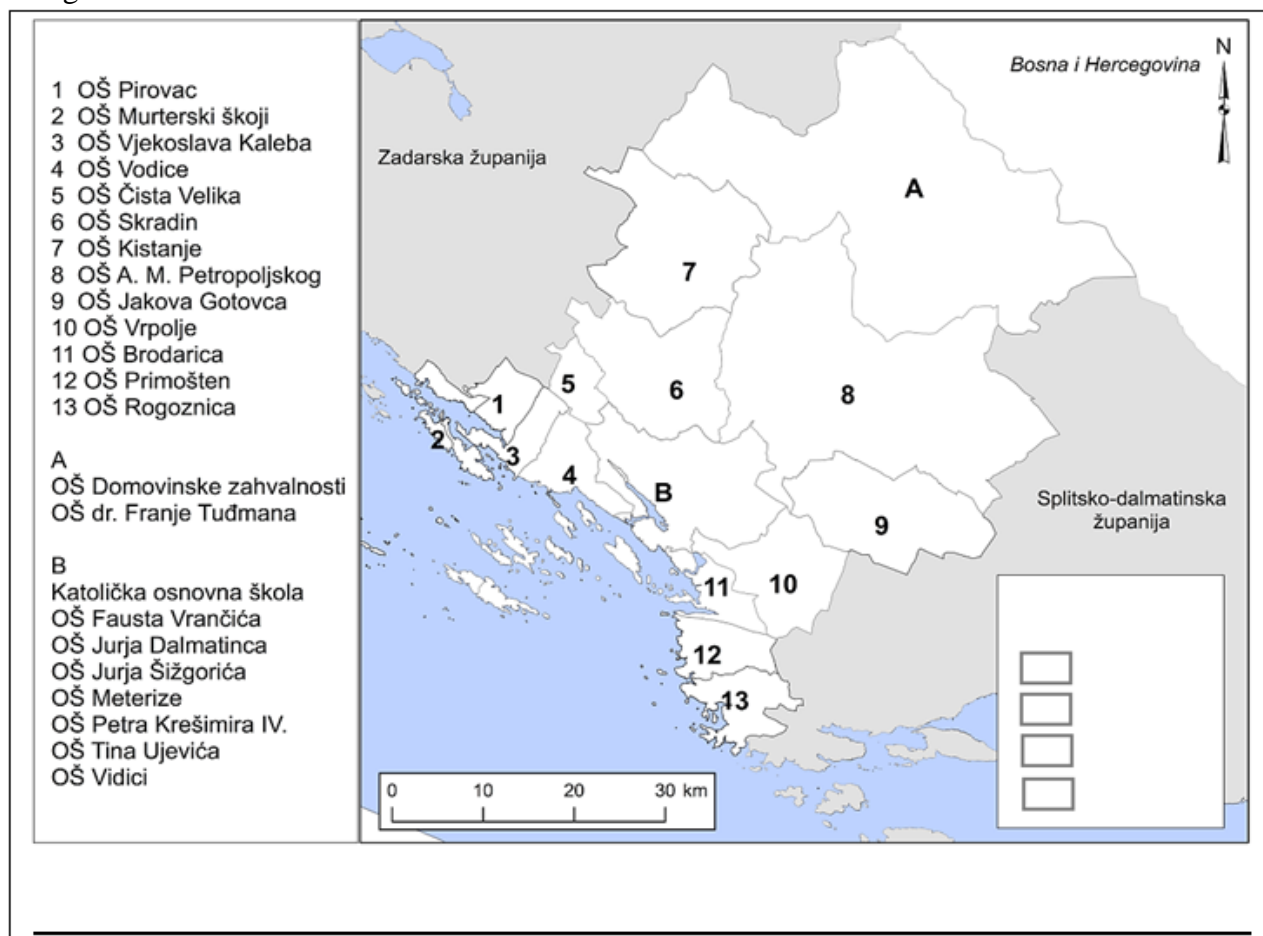 1 OŠ Pirovac
2 OŠ Murterski škoji
3 OŠ Vjekoslava Kaleba
4 OŠ Vodice
5 OŠ Čista Velika
6 OŠ Skradin
7 OŠ Kistanje
8 OŠ A. M. Petropoljskog
9 OŠ Jakova Gotovca
10 OŠ Vrpolje
11 OŠ Brodarica
12 OŠ Primošten
13 OŠ Rogoznica
A
OŠ Domovinske zahvalnosti
OŠ dr. Franje Tuđmana
B
Katolička osnovna škola
OŠ Fausta Vrančića
OŠ Jurja Dalmatinca
OŠ Jurja Šižgorića
OŠ Meterize
OŠ Petra Krešimira IV.
OŠ Tina Ujevića
OŠ Vidici
N
Bosna i Hercegovina
Zadarska županija
A
7
5
6
8
1
2
3
4
B
9
Splitsko-dalmatinska
županija
11
10
12
13
0 10 20 30 km